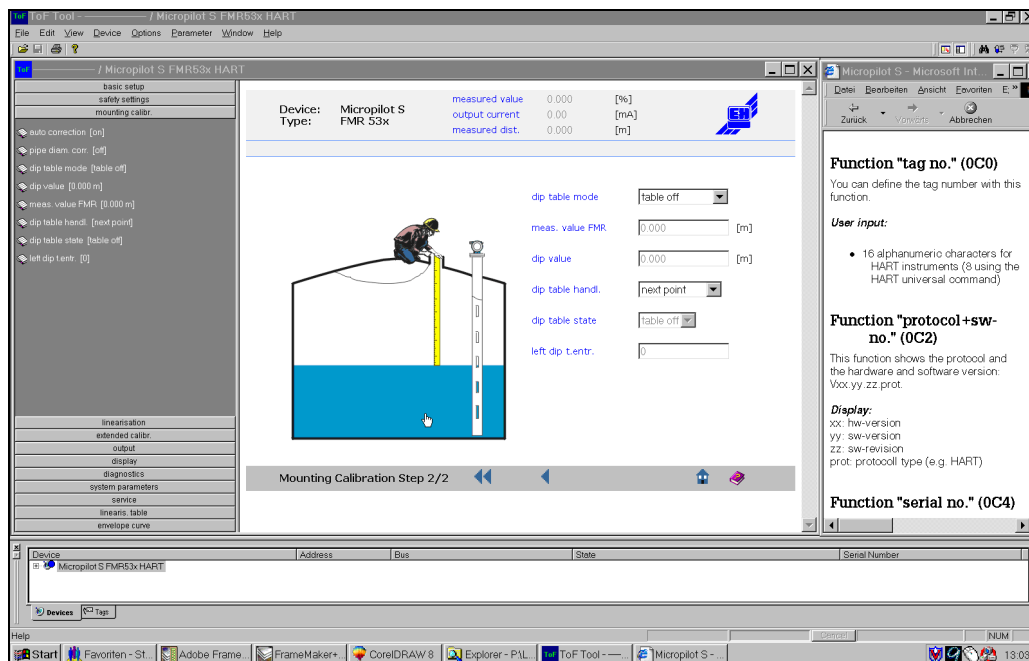 ToF Tool - ————— / Micropilot S FMR53x HART
File Edit View Device Options Parameter Window Help
————— / Micropilot S FMR53x HART
basic setup
safety settings
mounting calibr.
auto correction [on]
pipe diam. corr. [off]
dip table mode [table off]
dip value [0.000 m]
meas. value FMR [0.000 m]
dip table handl. [next point]
dip table state [table off]
left dip t.entr. [0]
linearisation
extended calibr.
output
display
diagnostics
system parameters
service
linearis. table
envelope curve
Device: Micropilot S
Type: FMR 53x
measured value 0.000 [%]
output current 0.00 [mA]
measured dist. 0.000 [m]
EH
dip table mode table off
meas. value FMR 0.000 [m]
dip value 0.000 [m]
dip table handl. next point
dip table state table off
left dip t.entr. 0
Mounting Calibration Step 2/2
Micropilot S - Microsoft Int...
Datei Bearbeiten Ansicht Favoriten E
Zurück Vorwärts Abbrechen
Function "tag no." (0C0)
You can define the tag number with this
function.
User input:
• 16 alphanumeric characters for
HART instruments (8 using the
HART universal command)
Function "protocol+sw-
no." (0C2)
This function shows the protocol and
the hardware and software version:
Vxx.yy.zz.prot.
Display:
xx: hw-version
yy: sw-version
zz: sw-revision
prot: protocoll type (e.g. HART)
Function "serial no." (0C4)
Device Address Bus State Serial Number
Micropilot S FMR53x HART
Devices Tags
Help Cancel NUM
Start Favoriten - St... Adobe Frame... FrameMaker+... CorelDRAW 8 Explorer - P:\L... ToF Tool - —... Micropilot S -... 13:03